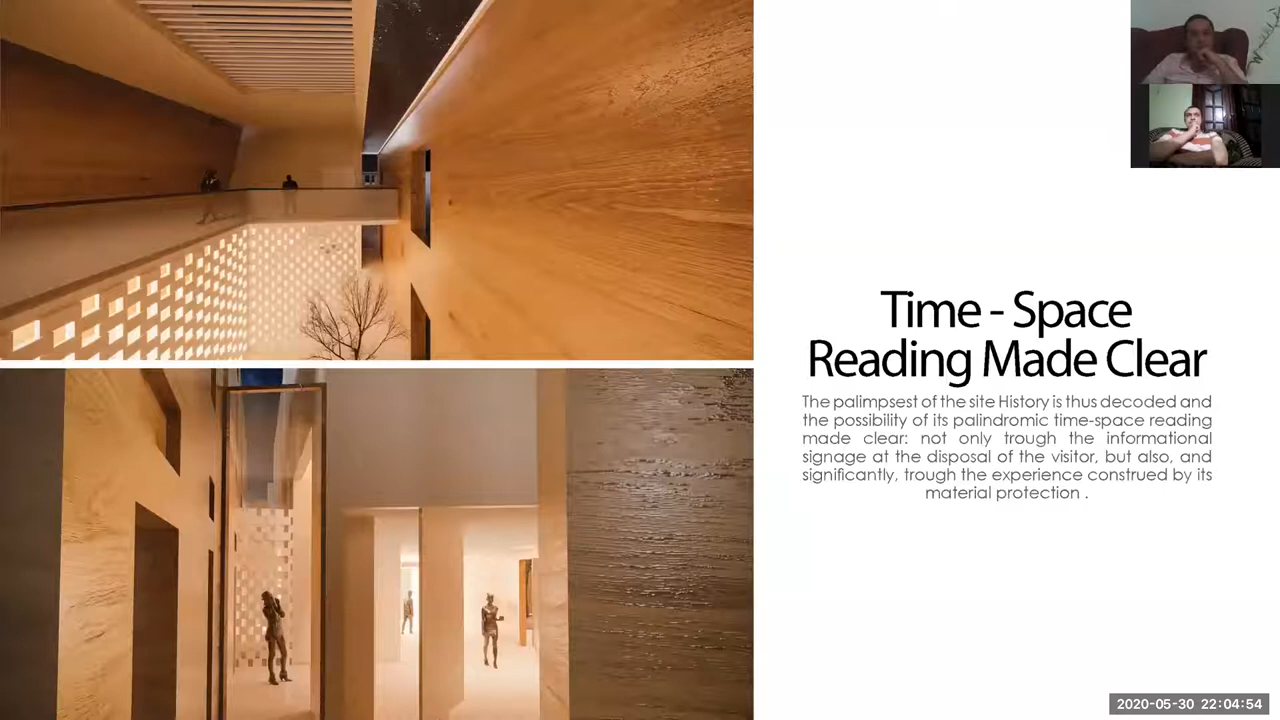 Time - Space
Reading Made Clear
The palimpsest of the site History is thus decoded and
the possibility of its palindromic time-space reading
made clear: not only trough the informational
signage at the disposal of the visitor, but also, and
significantly, trough the experience construed by its
material protection .
2020-05-30 22:04:54